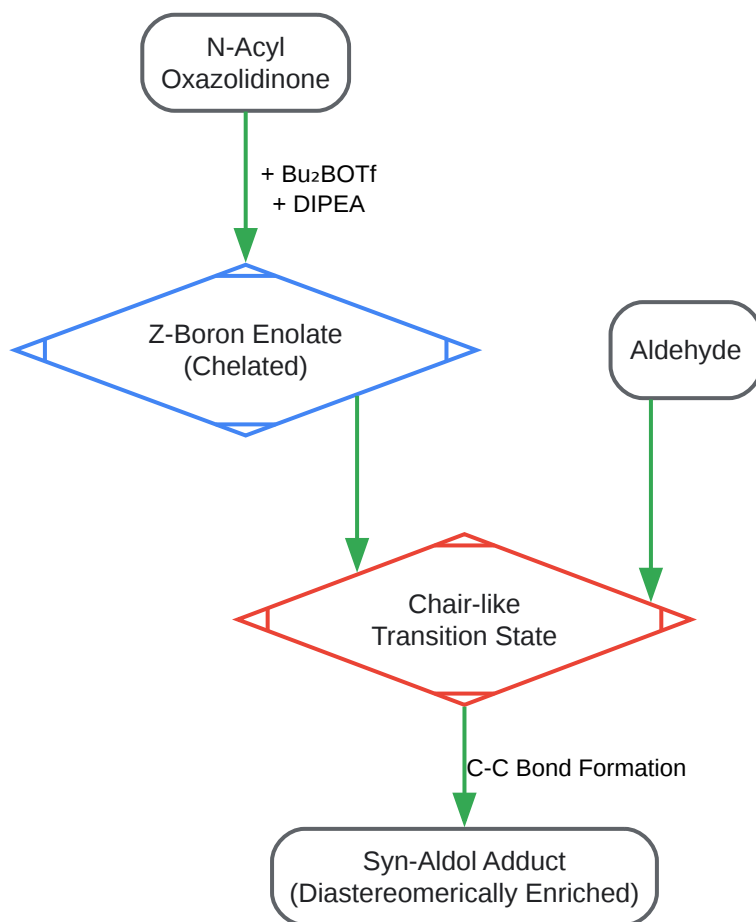 N-Acyl
Oxazolidinone
+ Bu₂BOTf
+ DIPEA
Z-Boron Enolate
(Chelated)
Aldehyde
Chair-like
Transition State
C-C Bond Formation
Syn-Aldol Adduct
(Diastereomerically Enriched)